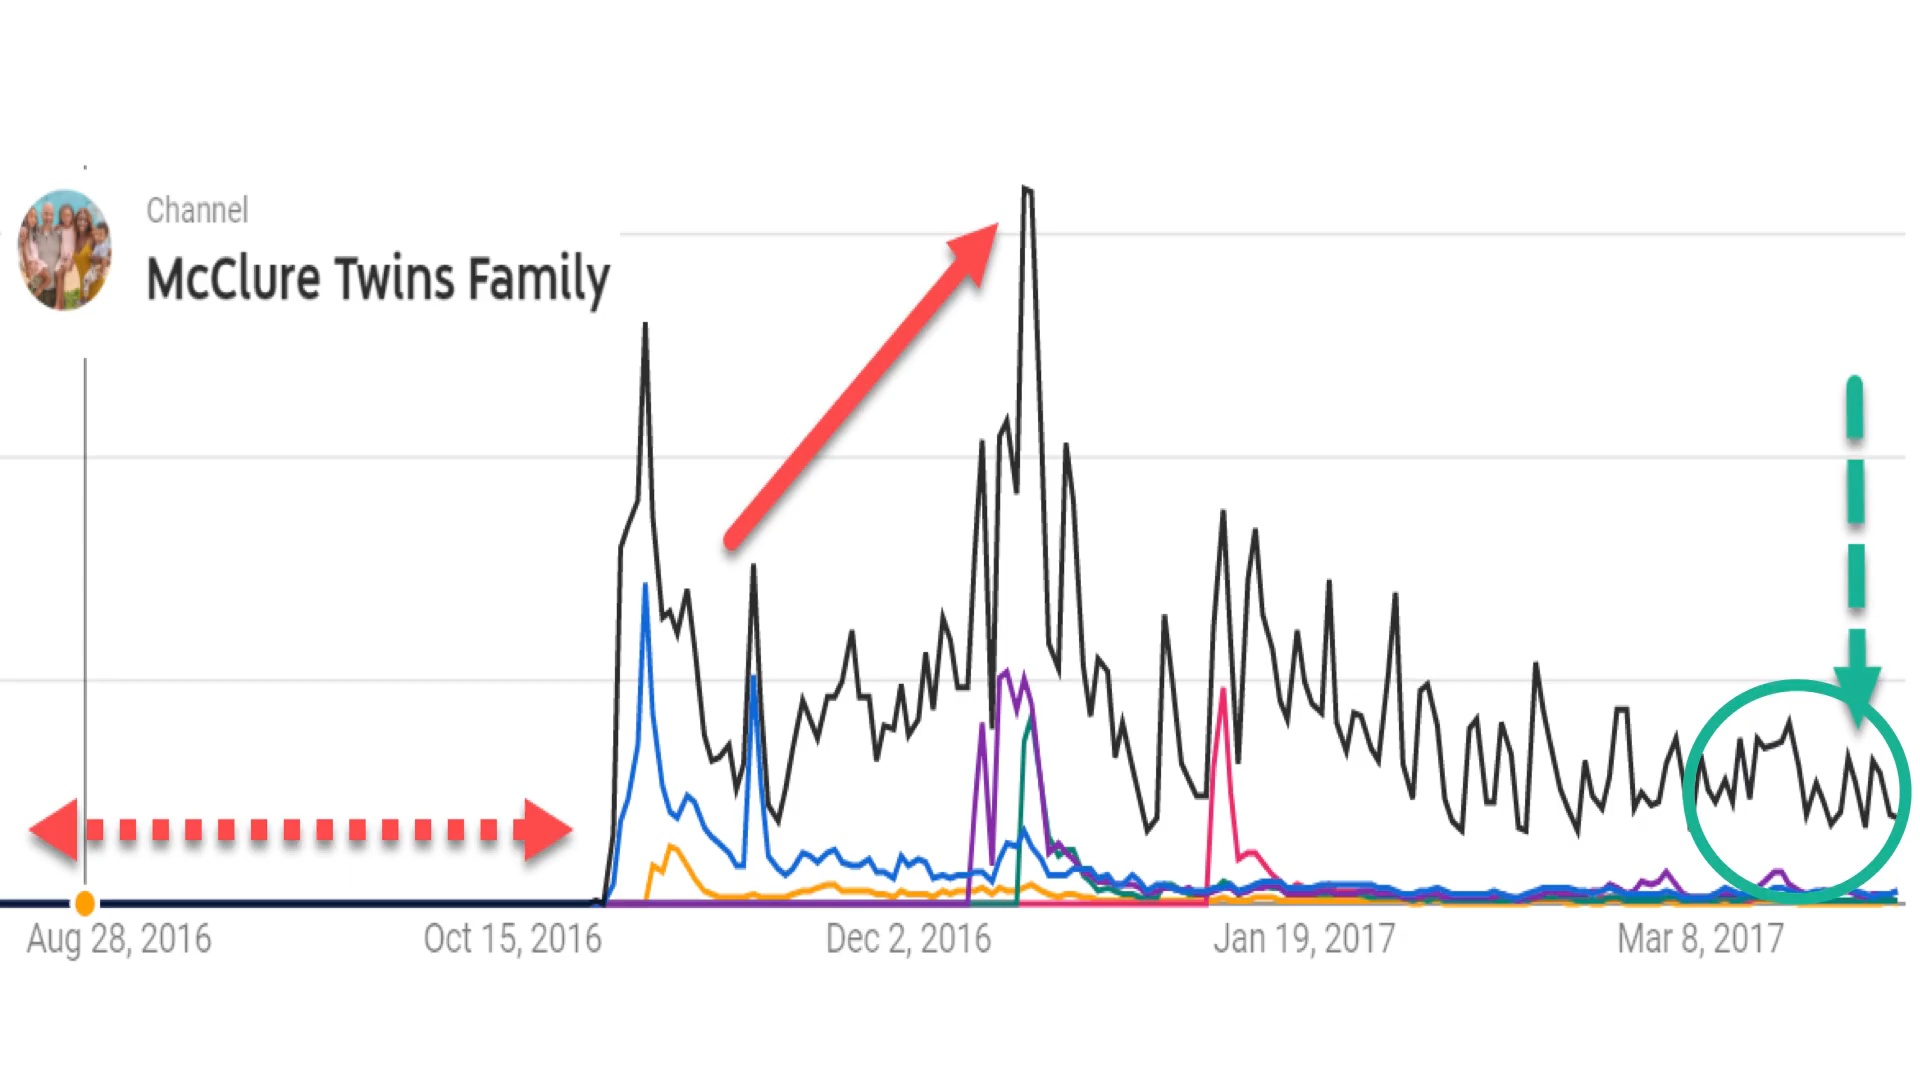 Channel
McClure Twins Family
Aug 28, 2016
Oct 15, 2016
Dec 2, 2016
Jan 19, 2017
Mar 8, 2017